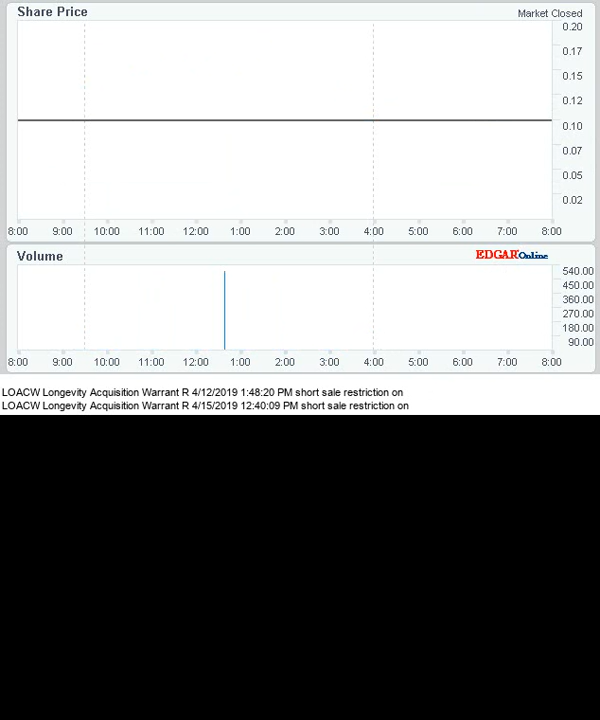 Share Price
Market Closed
0.20
0.17
0.15
0.12
0.10
0.07
0.05
0.02
8:00 9:00 10:00 11:00 12:00 1:00 2:00 3:00 4:00 5:00 6:00 7:00 8:00
Volume
EDGAR Online
540.00
450.00
360.00
270.00
180.00
90.00
8:00 9:00 10:00 11:00 12:00 1:00 2:00 3:00 4:00 5:00 6:00 7:00 8:00
LOACW Longevity Acquisition Warrant R 4/12/2019 1:48:20 PM short sale restriction on
LOACW Longevity Acquisition Warrant R 4/15/2019 12:40:09 PM short sale restriction on